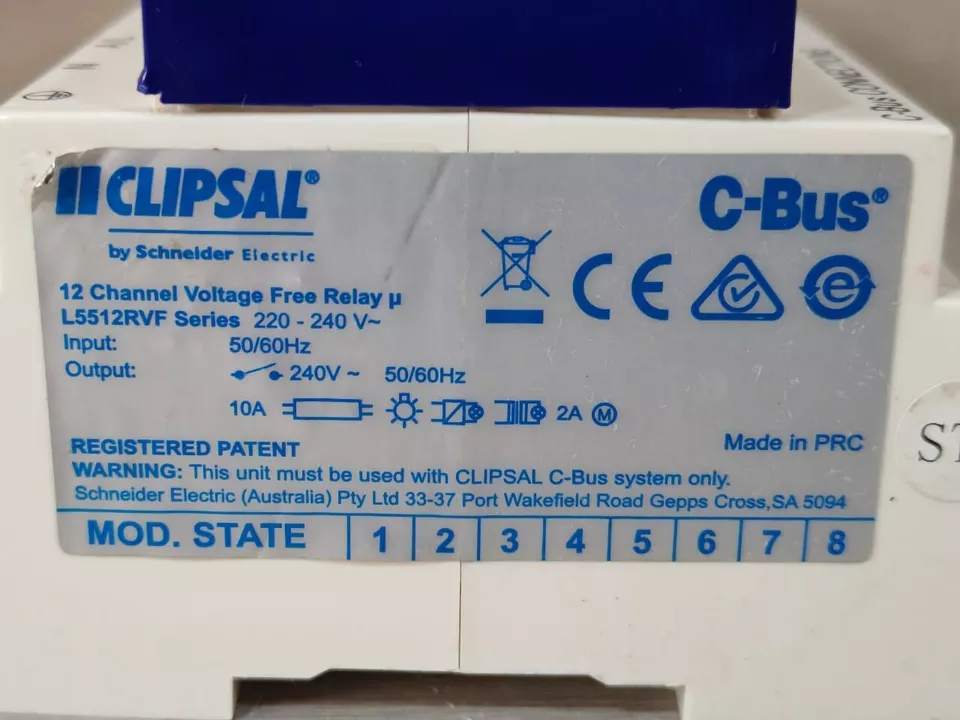 N
C-Bus CONNECTIONS
CLIPSAL®
by Schneider Electric
C-Bus®
12 Channel Voltage Free Relay µ
L5512RVF Series 220 - 240 V~
Input: 50/60Hz
Output: 240V ~ 50/60Hz
10A 2A M
REGISTERED PATENT
Made in PRC
WARNING: This unit must be used with CLIPSAL C-Bus system only.
Schneider Electric (Australia) Pty Ltd 33-37 Port Wakefield Road Gepps Cross,SA 5094
MOD. STATE 1 2 3 4 5 6 7 8